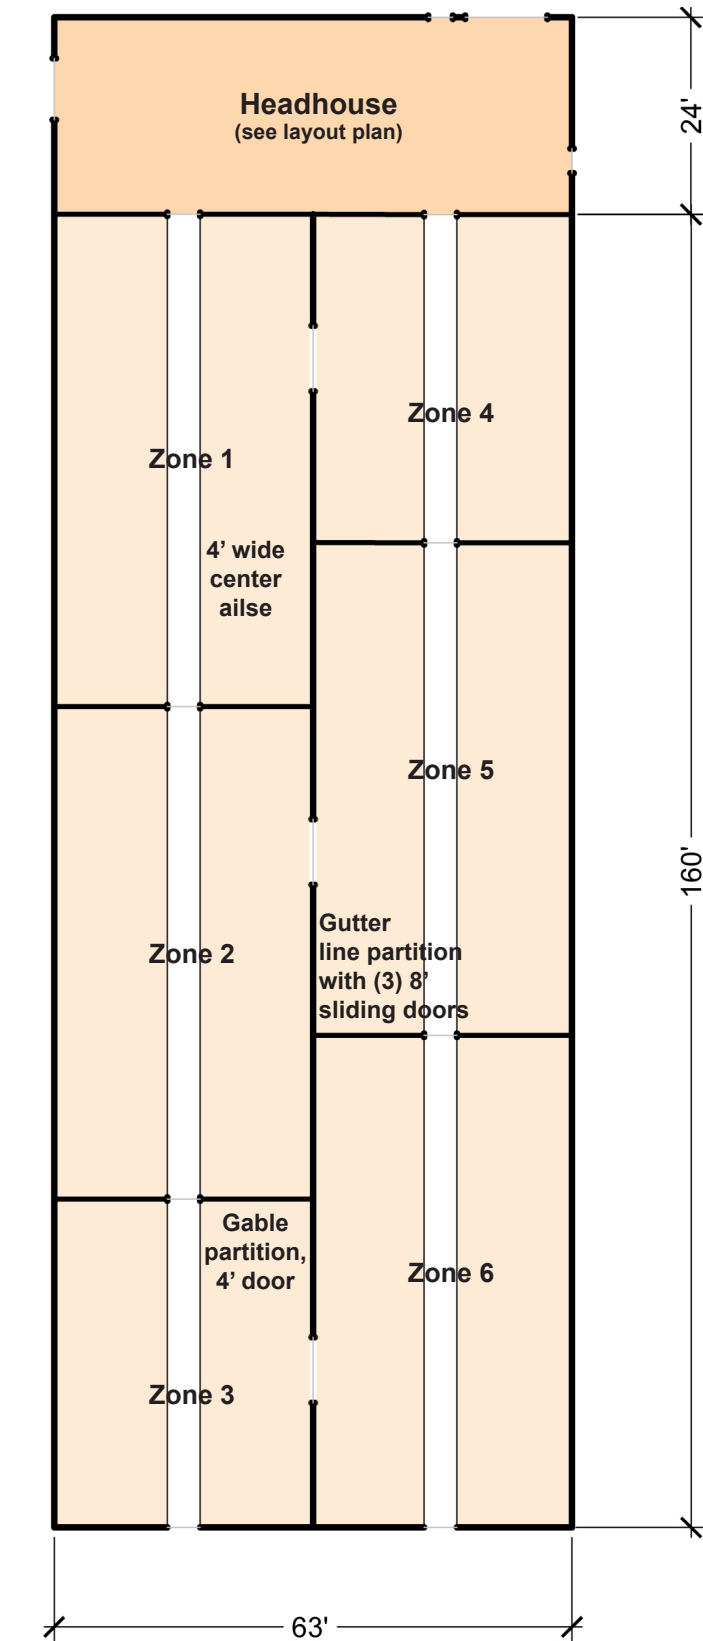 Headhouse
(see layout plan)
24'
Zone 4
Zone 1
4’ wide
center
ailse
Zone 5
160'
Gutter
line partition
with (3) 8’
sliding doors
Zone 2
Gable
partition,
4’ door
Zone 6
Zone 3
63'